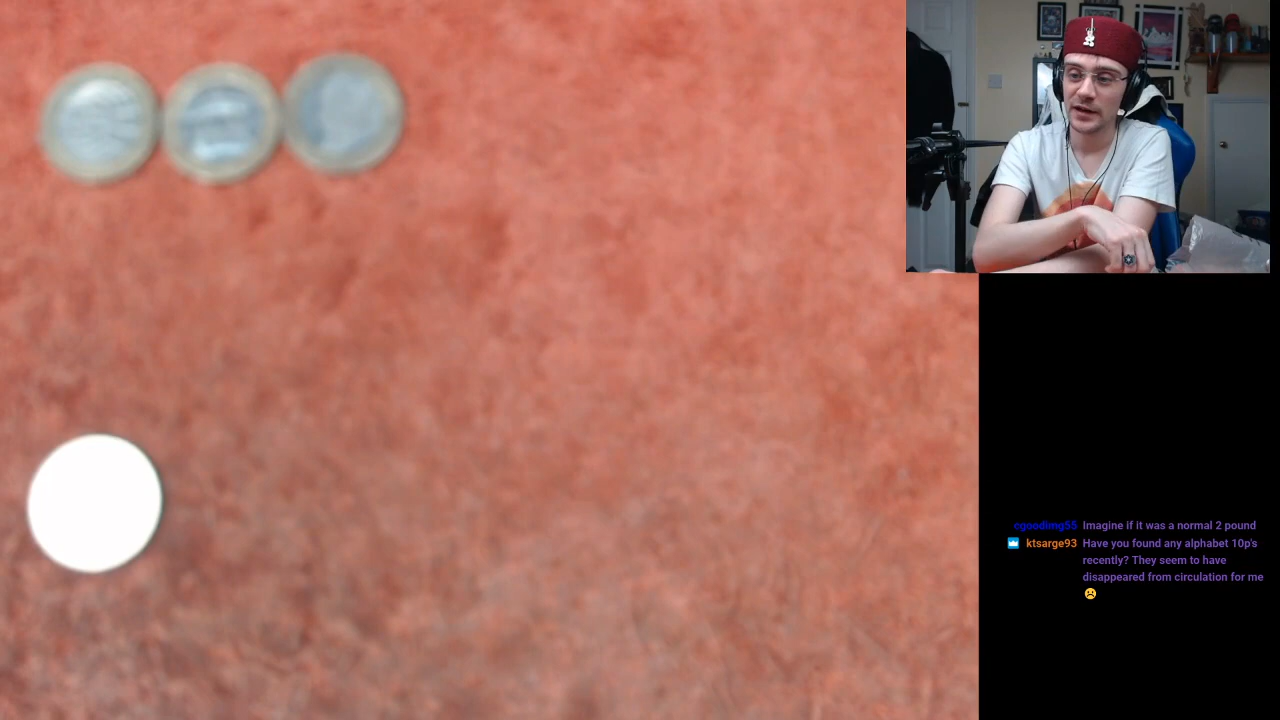 cgoodimg55 Imagine if it was a normal 2 pound
ktsarge93 Have you found any alphabet 10p's
recently? They seem to have
disappeared from circulation for me